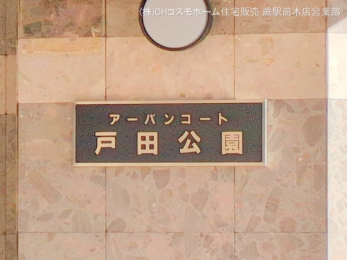 (株)CHコスモホーム住宅販売 蕨駅前本店営業部
アーバンコート
戸田公園